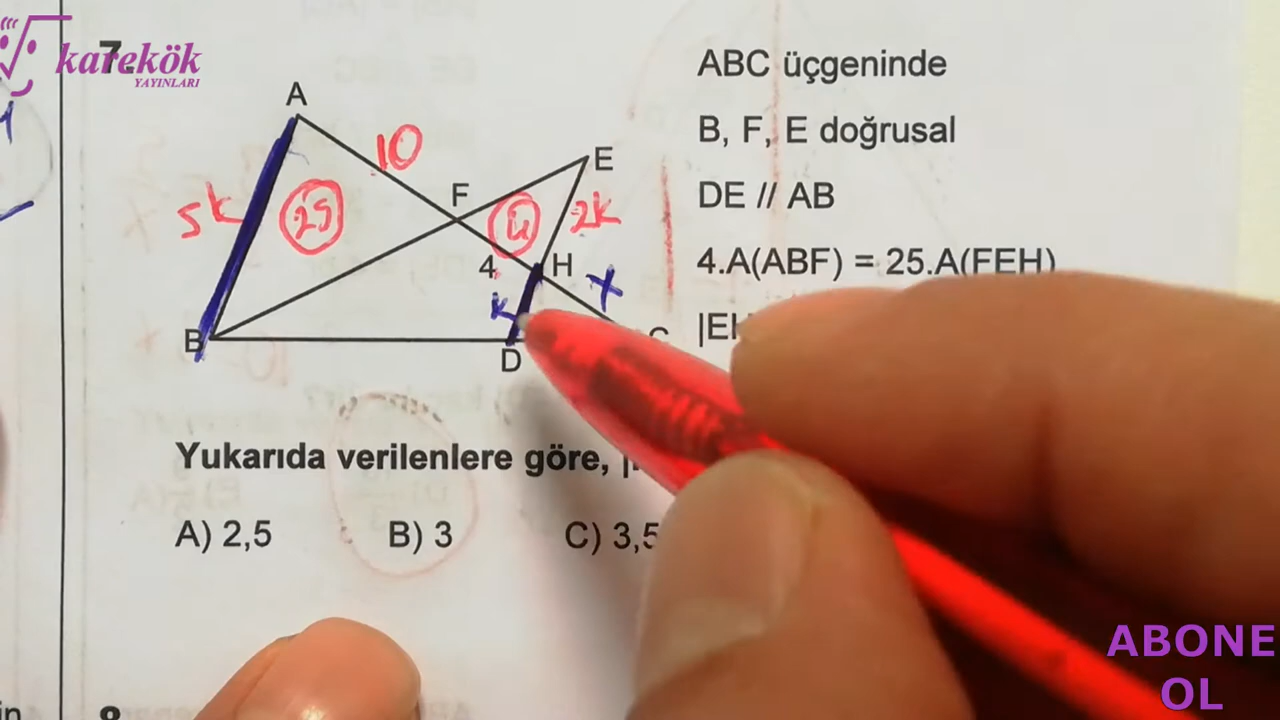 karekök
YAYINLARI
7.
ABC üçgeninde
B, F, E doğrusal
DE // AB
4.A(ABF) = 25.A(FEH)
A
10
E
F
5k
25
4
2k
4
H
x
k
B
D
C
Yukarıda verilenlere göre,
A) 2,5 B) 3 C) 3,5
ABONE
OL